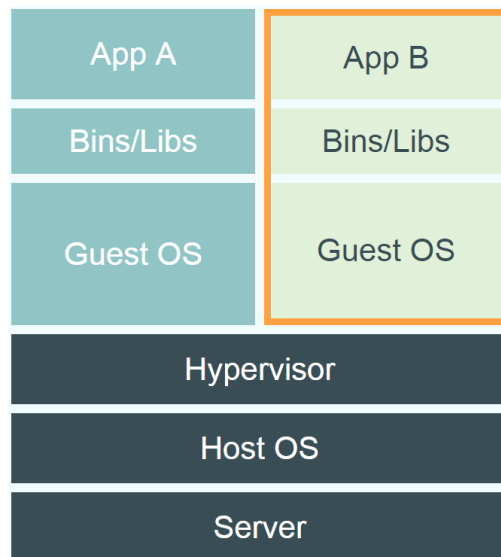 App A
Bins/Libs
Guest OS
App B
Bins/Libs
Guest OS
Hypervisor
Host OS
Server